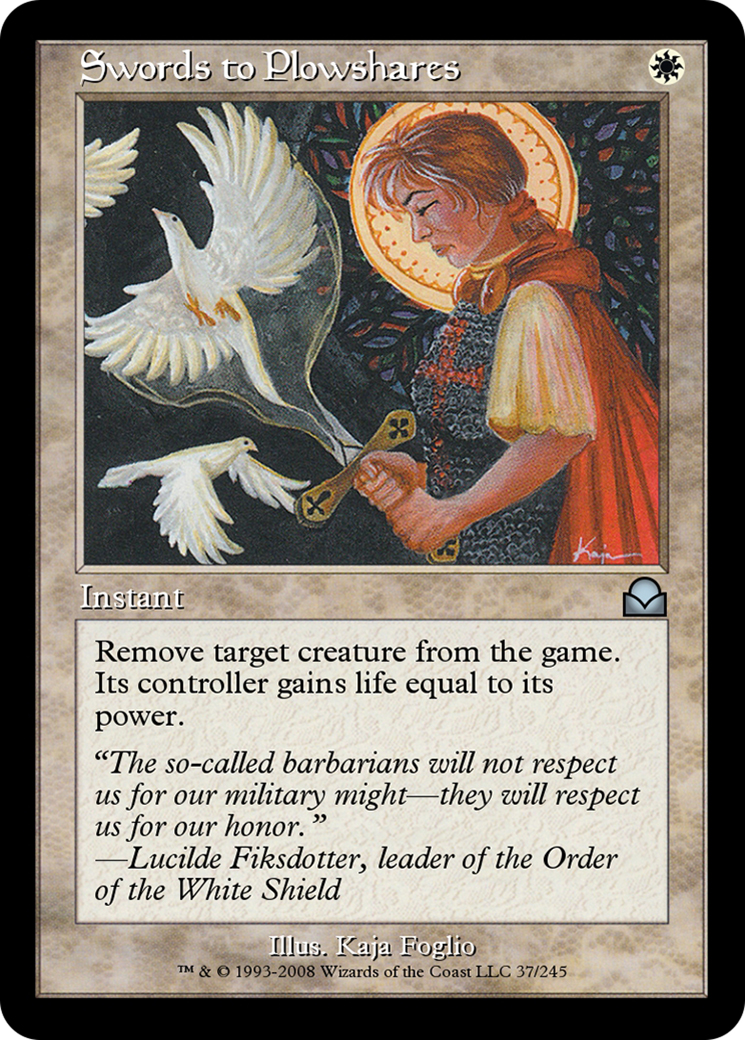 Swords to Plowshares
Kaja
Instant
Remove target creature from the game.
Its controller gains life equal to its
power.
“The so-called barbarians will not respect
us for our military might—they will respect
us for our honor.”
—Lucilde Fiksdotter, leader of the Order
of the White Shield
Illus. Kaja Foglio
™ & © 1993-2008 Wizards of the Coast LLC 37/245